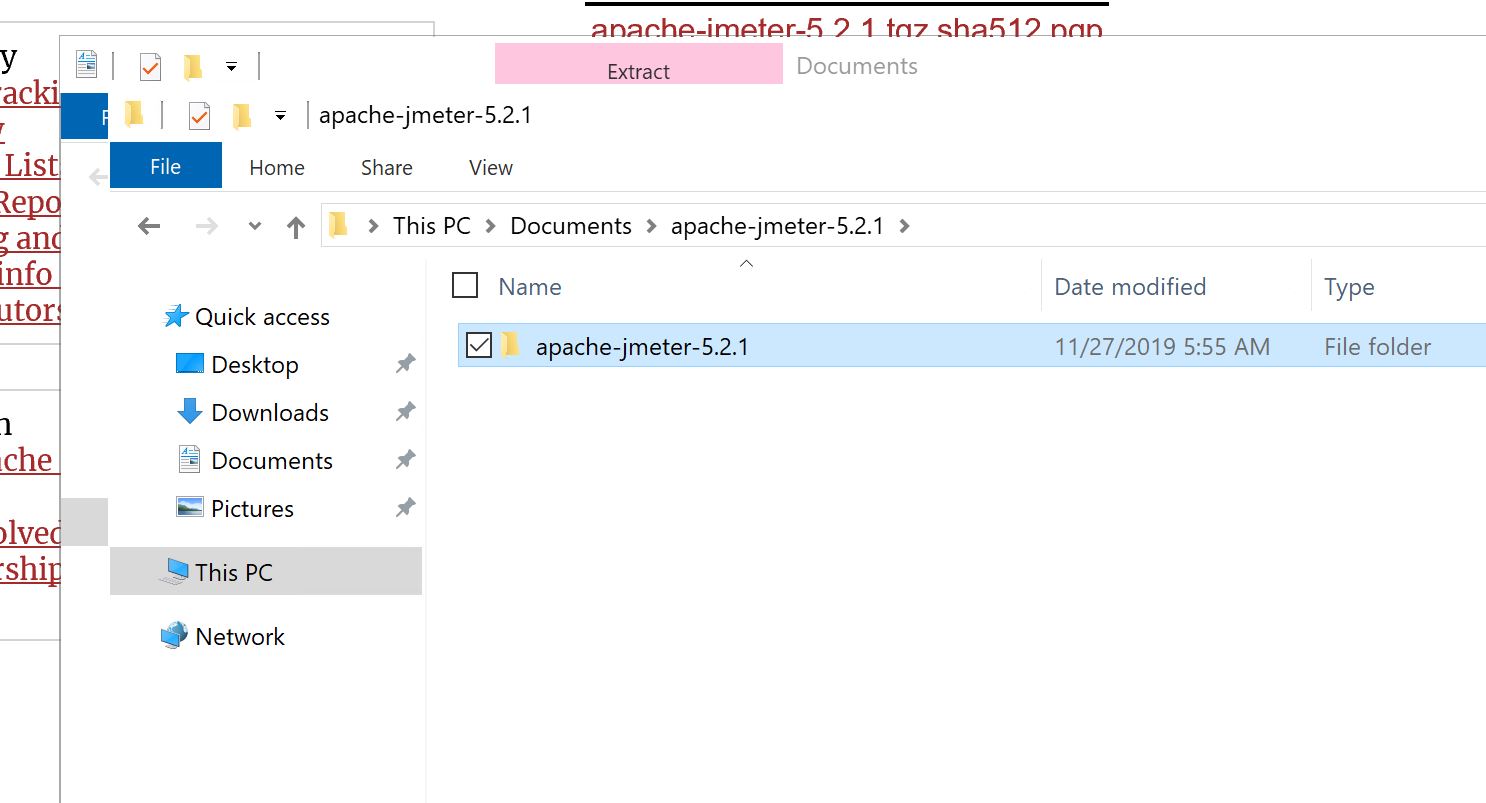 apache-jmeter-5.2.1.tgz sha512 pgp
y
Extract
Documents
apache-jmeter-5.2.1
List
Repo
g and
info
utors
File
Home
Share
View
This PC
Documents
apache-jmeter-5.2.1
Name
Date modified
Type
Quick access
apache-jmeter-5.2.1
11/27/2019 5:55 AM
File folder
Desktop
Downloads
n
ache
Documents
Pictures
olved
rship
This PC
Network